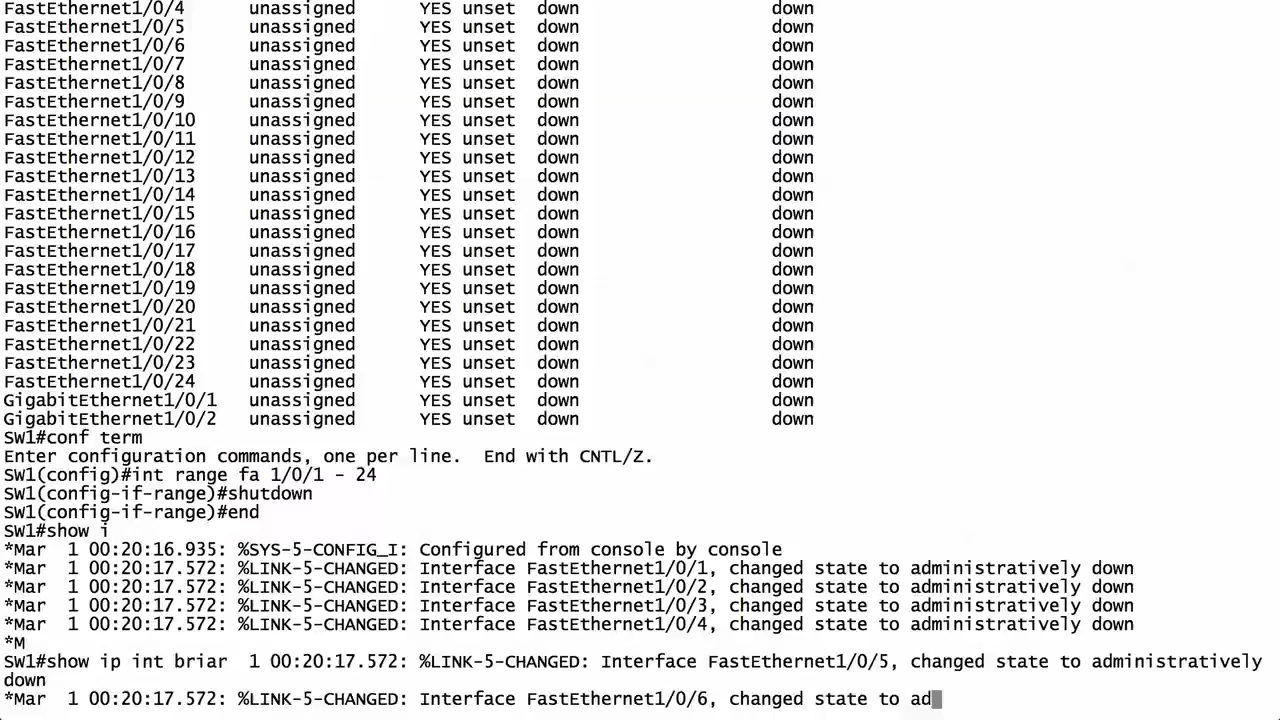 FastEthernet1/0/4      unassigned      YES unset  down                  down
FastEthernet1/0/5      unassigned      YES unset  down                  down
FastEthernet1/0/6      unassigned      YES unset  down                  down
FastEthernet1/0/7      unassigned      YES unset  down                  down
FastEthernet1/0/8      unassigned      YES unset  down                  down
FastEthernet1/0/9      unassigned      YES unset  down                  down
FastEthernet1/0/10     unassigned      YES unset  down                  down
FastEthernet1/0/11     unassigned      YES unset  down                  down
FastEthernet1/0/12     unassigned      YES unset  down                  down
FastEthernet1/0/13     unassigned      YES unset  down                  down
FastEthernet1/0/14     unassigned      YES unset  down                  down
FastEthernet1/0/15     unassigned      YES unset  down                  down
FastEthernet1/0/16     unassigned      YES unset  down                  down
FastEthernet1/0/17     unassigned      YES unset  down                  down
FastEthernet1/0/18     unassigned      YES unset  down                  down
FastEthernet1/0/19     unassigned      YES unset  down                  down
FastEthernet1/0/20     unassigned      YES unset  down                  down
FastEthernet1/0/21     unassigned      YES unset  down                  down
FastEthernet1/0/22     unassigned      YES unset  down                  down
FastEthernet1/0/23     unassigned      YES unset  down                  down
FastEthernet1/0/24     unassigned      YES unset  down                  down
GigabitEthernet1/0/1   unassigned      YES unset  down                  down
GigabitEthernet1/0/2   unassigned      YES unset  down                  down
SW1#conf term
Enter configuration commands, one per line.  End with CNTL/Z.
SW1(config)#int range fa 1/0/1 - 24
SW1(config-if-range)#shutdown
SW1(config-if-range)#end
SW1#show i
*Mar  1 00:20:16.935: %SYS-5-CONFIG_I: Configured from console by console
*Mar  1 00:20:17.572: %LINK-5-CHANGED: Interface FastEthernet1/0/1, changed state to administratively down
*Mar  1 00:20:17.572: %LINK-5-CHANGED: Interface FastEthernet1/0/2, changed state to administratively down
*Mar  1 00:20:17.572: %LINK-5-CHANGED: Interface FastEthernet1/0/3, changed state to administratively down
*Mar  1 00:20:17.572: %LINK-5-CHANGED: Interface FastEthernet1/0/4, changed state to administratively down
*M
SW1#show ip int briar  1 00:20:17.572: %LINK-5-CHANGED: Interface FastEthernet1/0/5, changed state to administratively
down
*Mar  1 00:20:17.572: %LINK-5-CHANGED: Interface FastEthernet1/0/6, changed state to ad